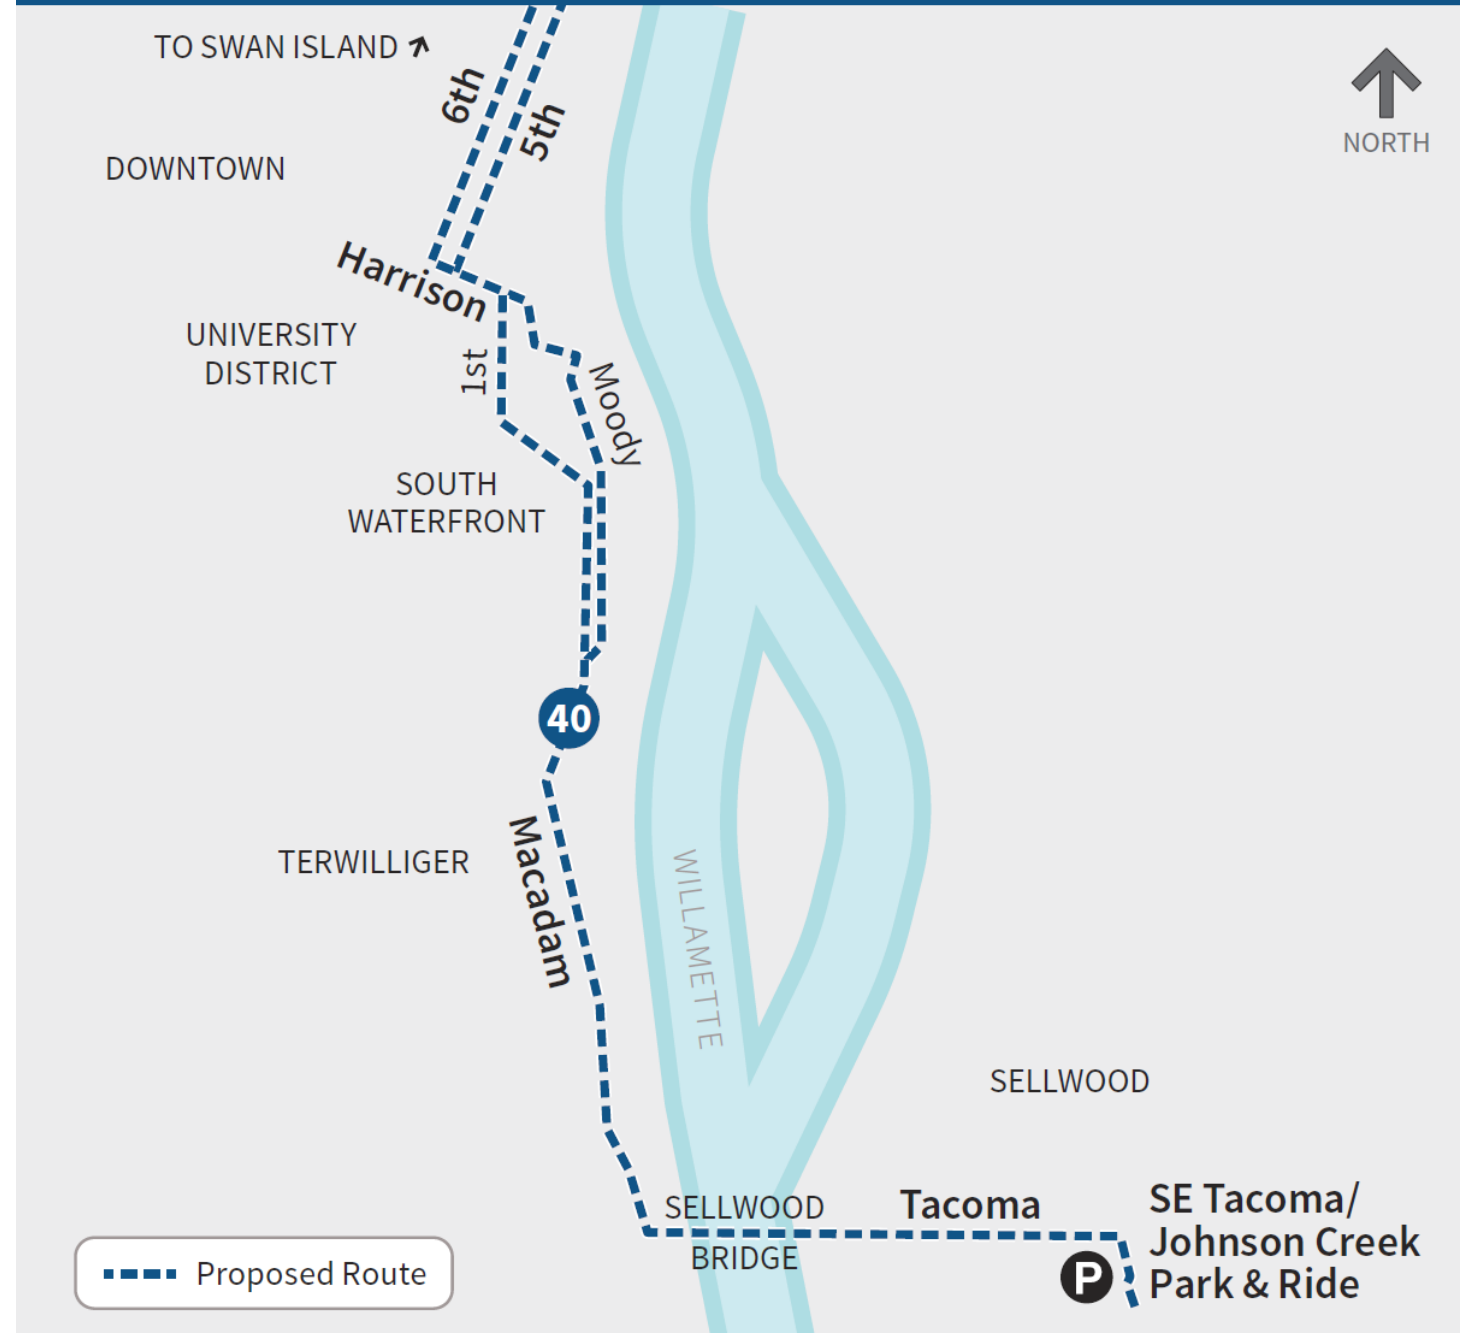 TO SWAN ISLAND
6th
5th
NORTH
DOWNTOWN
Harrison
UNIVERSITY
DISTRICT
1st
Moody
SOUTH
WATERFRONT
40
Macadam
TERWILLIGER
WILLAMETTE
SELLWOOD
SELLWOOD
BRIDGE
Tacoma
SE Tacoma/
Johnson Creek
Park & Ride
P
Proposed Route